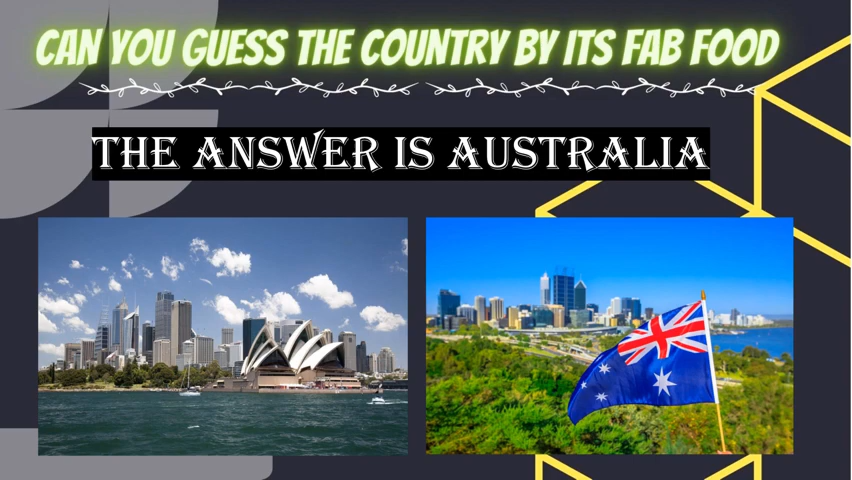 CAN YOU GUESS THE COUNTRY BY ITS FAB FOOD
THE ANSWER IS AUSTRALIA